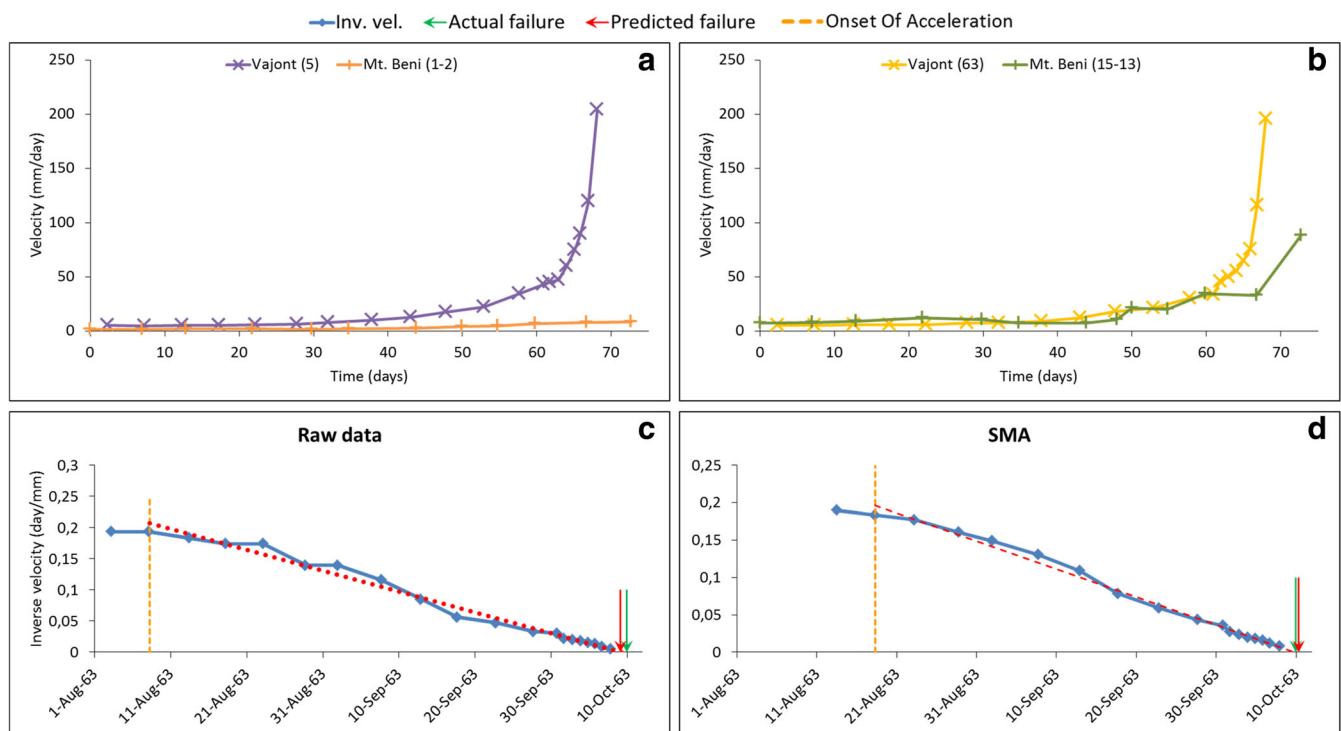 Inv. vel. Actual failure Predicted failure Onset Of Acceleration
a
Vajont (5) Mt. Beni (1-2)
Velocity (mm/day)
250
200
150
100
50
0
0 10 20 30 40 50 60 70
Time (days)
b
Vajont (63) Mt. Beni (15-13)
Velocity (mm/day)
250
200
150
100
50
0
0 10 20 30 40 50 60 70
Time (days)
c
Raw data
Inverse velocity (day/mm)
0,3
0,25
0,2
0,15
0,1
0,05
0
1-Aug-63 11-Aug-63 21-Aug-63 31-Aug-63 10-Sep-63 20-Sep-63 30-Sep-63 10-Oct-63
d
SMA
0,25
0,2
0,15
0,1
0,05
0
1-Aug-63 11-Aug-63 21-Aug-63 31-Aug-63 10-Sep-63 20-Sep-63 30-Sep-63 10-Oct-63